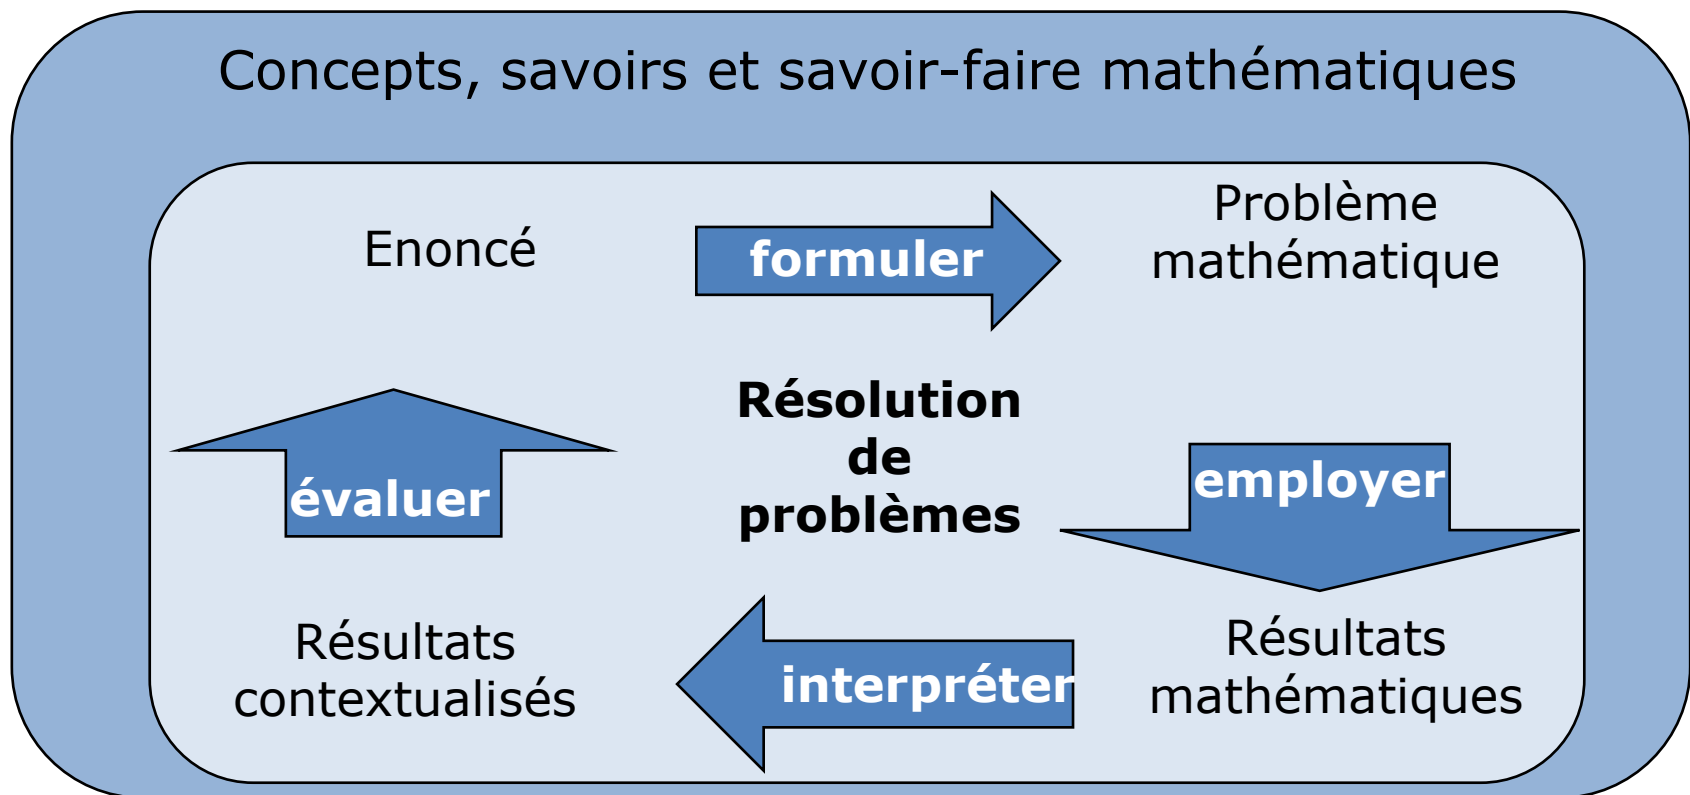 Concepts, savoirs et savoir-faire mathématiques
Enoncé
formuler
Problème
mathématique
Résolution
de
problèmes
évaluer
employer
Résultats
contextualisés
interpréter
Résultats
mathématiques